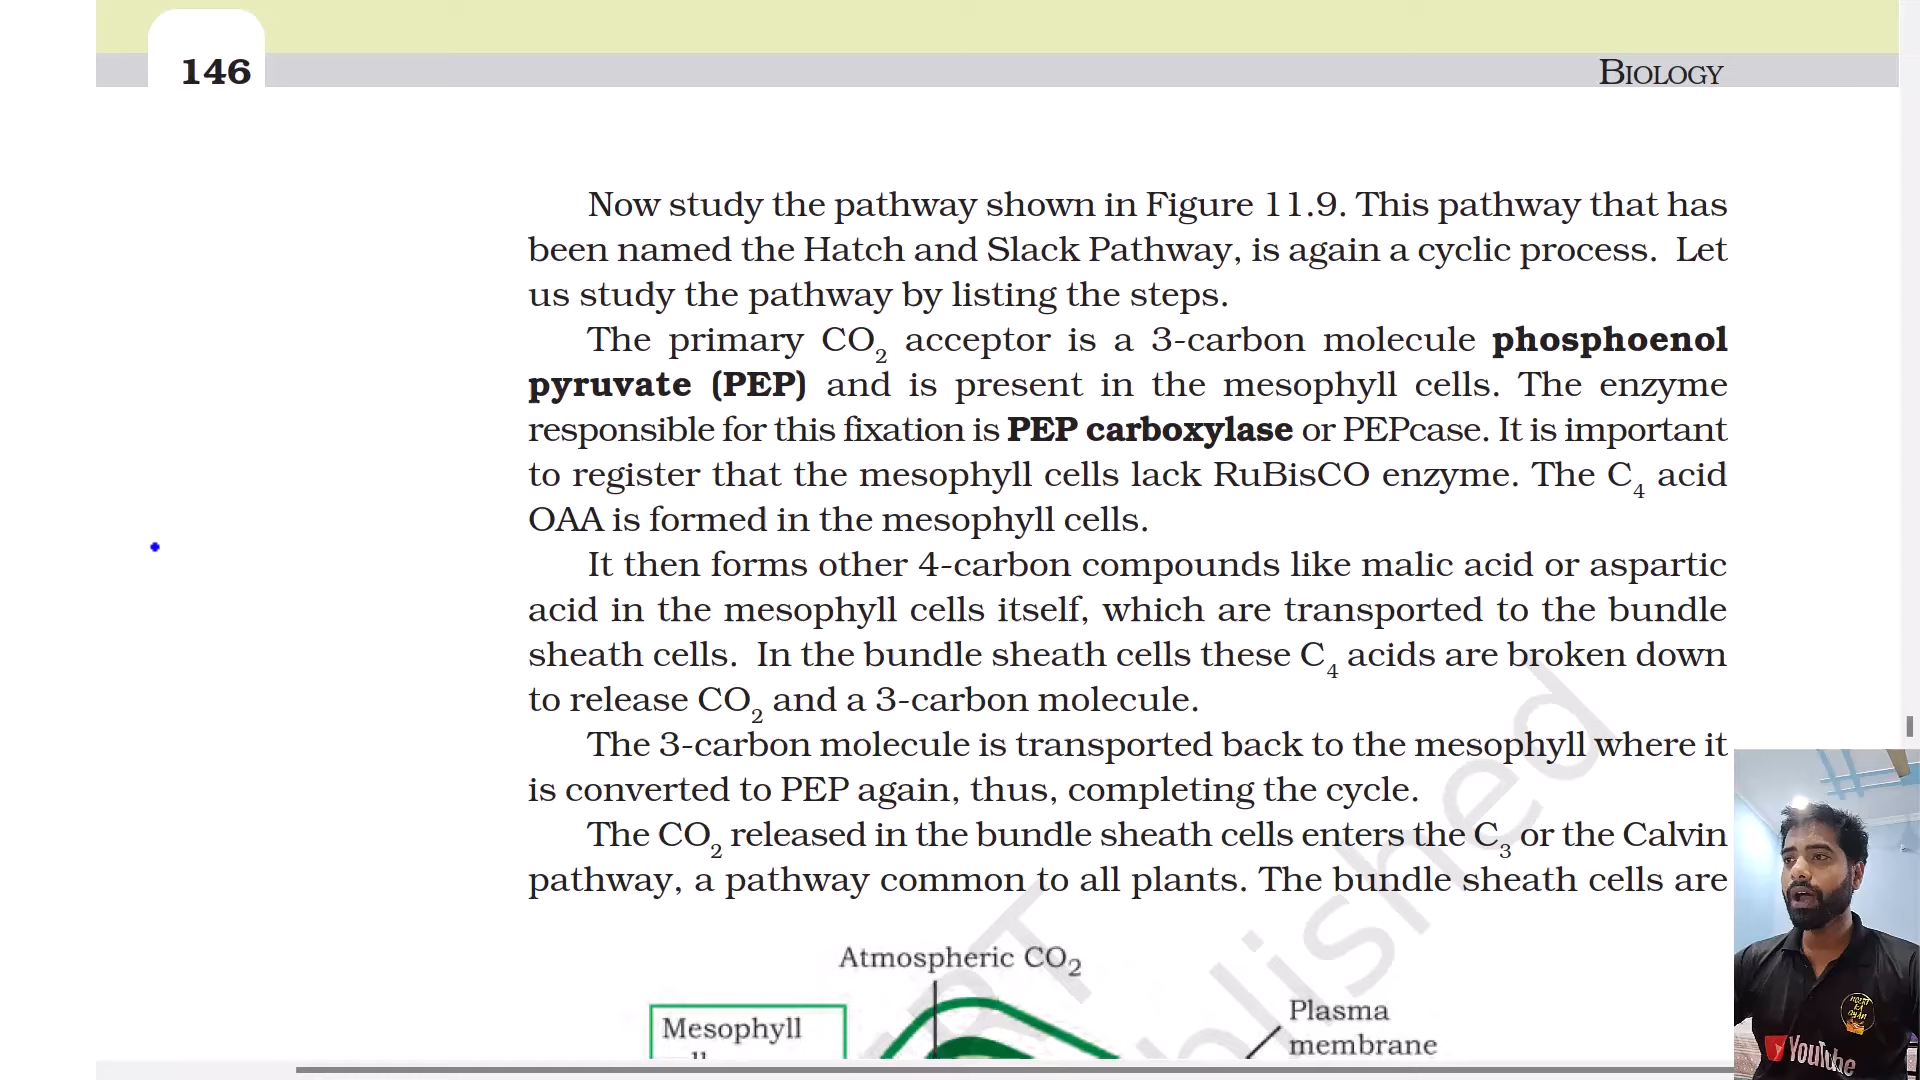 146
BIOLOGY
Now study the pathway shown in Figure 11.9. This pathway that has
been named the Hatch and Slack Pathway, is again a cyclic process. Let
us study the pathway by listing the steps.
The primary CO₂ acceptor is a 3-carbon molecule phosphoenol
pyruvate (PEP) and is present in the mesophyll cells. The enzyme
responsible for this fixation is PEP carboxylase or PEPcase. It is important
to register that the mesophyll cells lack RuBisCO enzyme. The C₄ acid
OAA is formed in the mesophyll cells.
It then forms other 4-carbon compounds like malic acid or aspartic
acid in the mesophyll cells itself, which are transported to the bundle
sheath cells. In the bundle sheath cells these C₄ acids are broken down
to release CO₂ and a 3-carbon molecule.
The 3-carbon molecule is transported back to the mesophyll where it
is converted to PEP again, thus, completing the cycle.
The CO₂ released in the bundle sheath cells enters the C₃ or the Calvin
pathway, a pathway common to all plants. The bundle sheath cells are
Atmospheric CO₂
Mesophyll
Plasma
membrane
YouTube